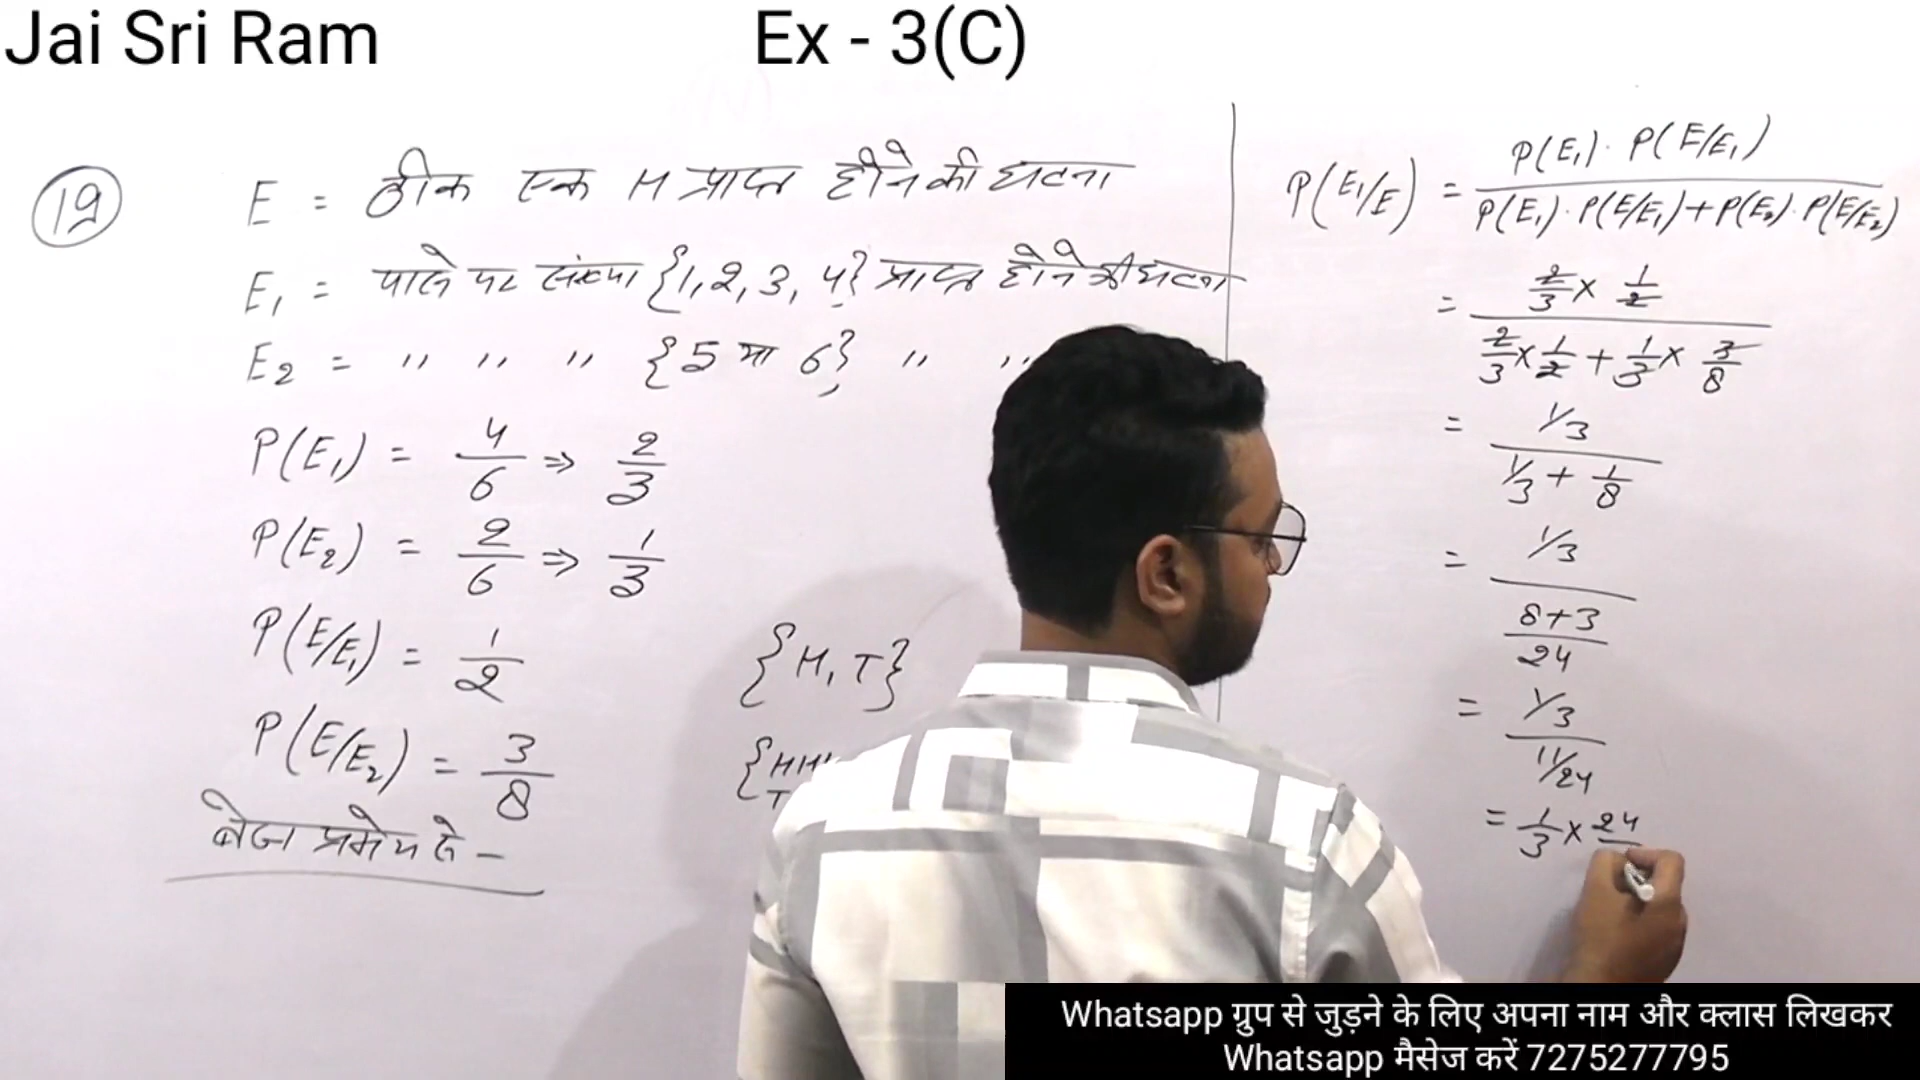 Jai Sri Ram
Ex - 3(C)
19
E = ठीक एक H प्राप्त होने की घटना
E₁ = पासे पर संख्या {1, 2, 3, 4} प्राप्त होने की घटना
E₂ = " " " {5 या 6} " "
P(E₁) = 4/6 ⇒ 2/3
P(E₂) = 2/6 ⇒ 1/3
P(E/E₁) = 1/2 {H, T}
P(E/E₂) = 3/8 {HHH
T
बेज प्रमेय से –
P(E₁/E) = P(E₁) · P(E/E₁) / P(E₁) · P(E/E₁) + P(E₂) · P(E/E₂)
= 2/3 × 1/2 / 2/3 × 1/2 + 1/3 × 3/8
= 1/3 / 1/3 + 1/8
= 1/3 / 8+3/24
= 1/3 / 11/24
= 1/3 × 24
Whatsapp ग्रुप से जुड़ने के लिए अपना नाम और क्लास लिखकर
Whatsapp मैसेज करें 7275277795